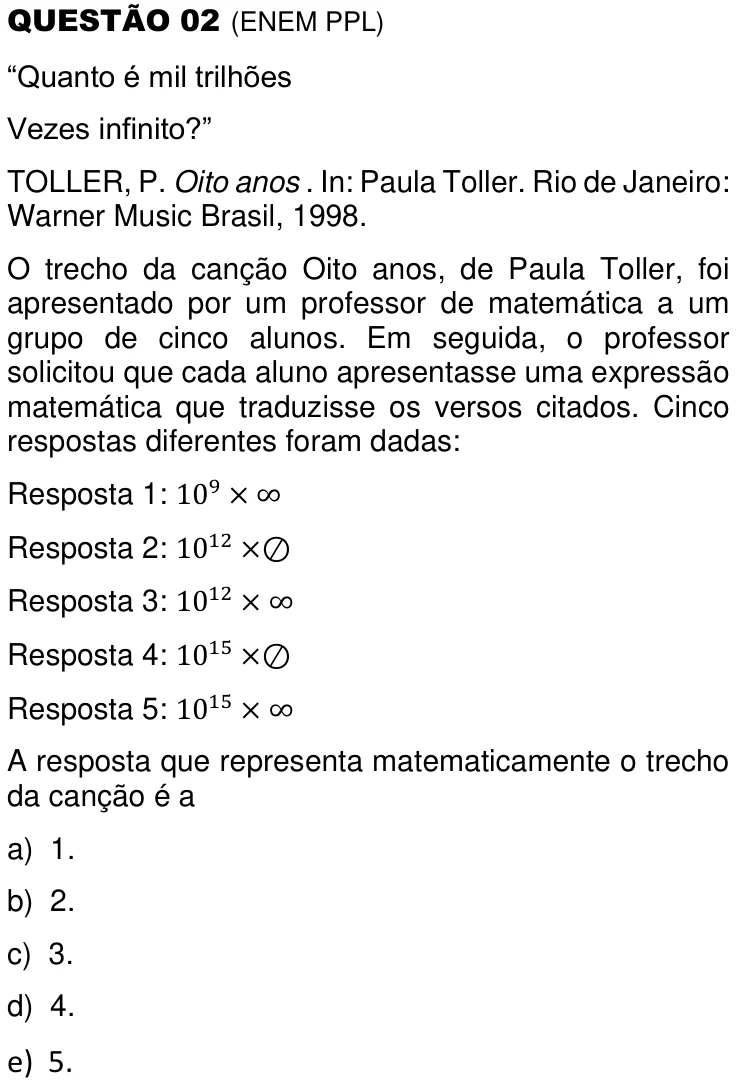 QUESTÃO 02 (ENEM PPL)
“Quanto é mil trilhões
Vezes infinito?”
TOLLER, P. Oito anos . In: Paula Toller. Rio de Janeiro:
Warner Music Brasil, 1998.
O trecho da canção Oito anos, de Paula Toller, foi
apresentado por um professor de matemática a um
grupo de cinco alunos. Em seguida, o professor
solicitou que cada aluno apresentasse uma expressão
matemática que traduzisse os versos citados. Cinco
respostas diferentes foram dadas:
Resposta 1: 10⁹ × ∞
Resposta 2: 10¹² ×∅
Resposta 3: 10¹² × ∞
Resposta 4: 10¹⁵ ×∅
Resposta 5: 10¹⁵ × ∞
A resposta que representa matematicamente o trecho
da canção é a
a) 1.
b) 2.
c) 3.
d) 4.
e) 5.